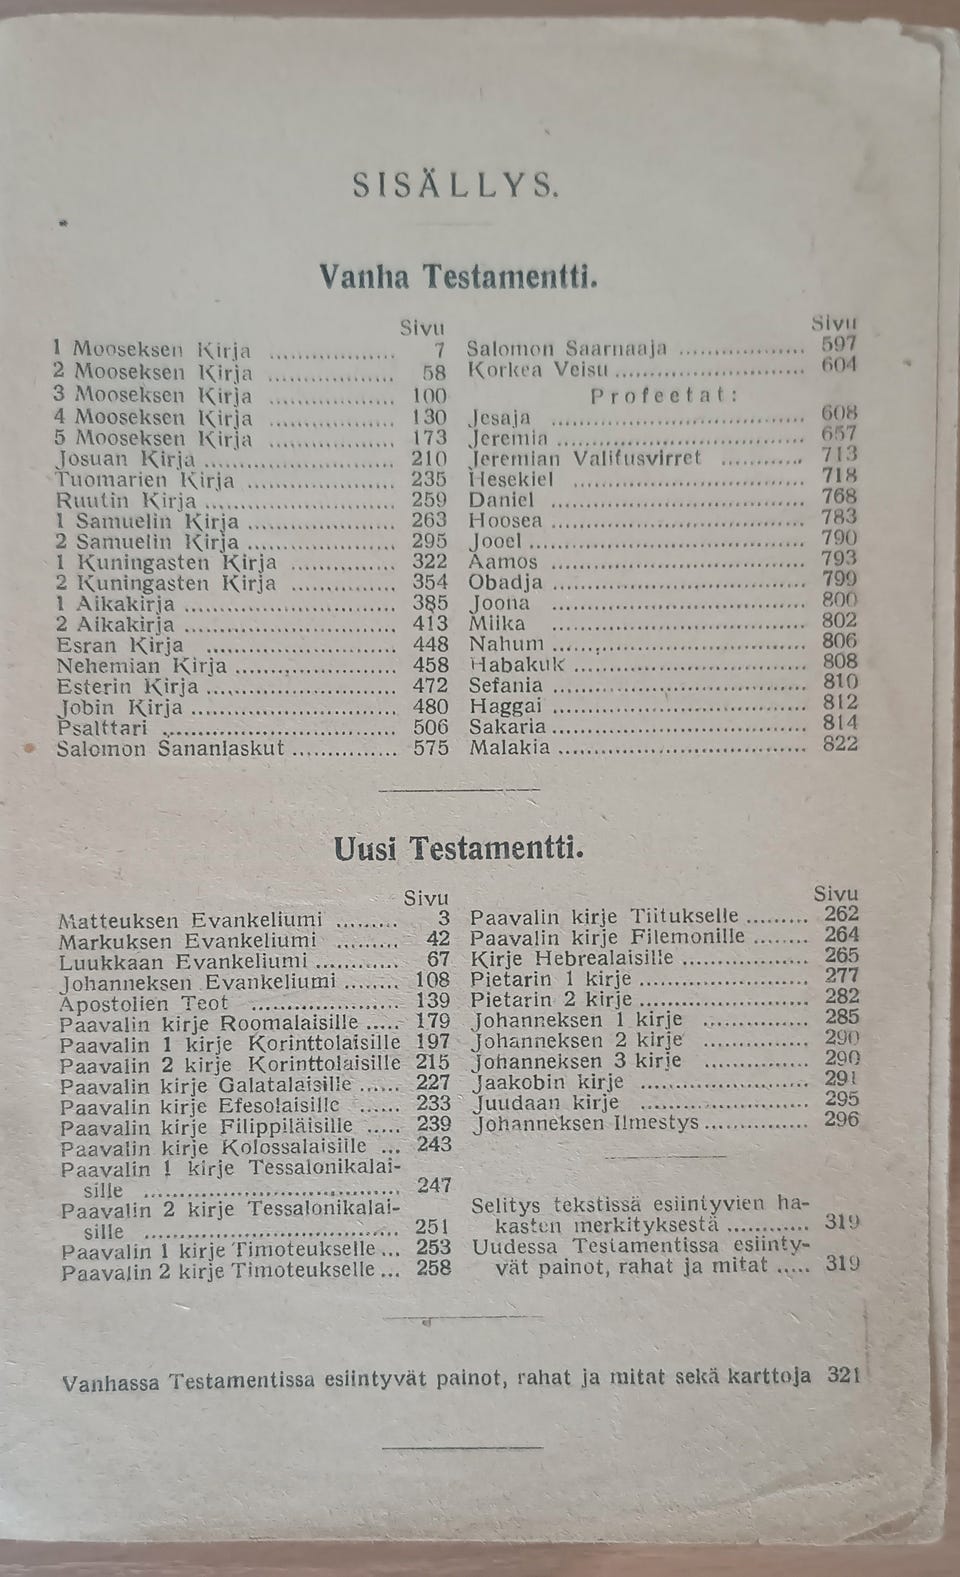 SISÄLLYS.
Vanha Testamentti.
Sivu
1 Mooseksen Kirja ................... 7
2 Mooseksen Kirja ................... 58
3 Mooseksen Kirja ................... 100
4 Mooseksen Kirja ................... 130
5 Mooseksen Kirja ................... 173
Josuan Kirja ................... 210
Tuomarien Kirja ................... 235
Ruutin Kirja ................... 259
1 Samuelin Kirja ................... 263
2 Samuelin Kirja ................... 295
1 Kuningasten Kirja ............... 322
2 Kuningasten Kirja ............... 354
1 Aikakirja ................... 385
2 Aikakirja ................... 413
Esran Kirja ................... 448
Nehemian Kirja ................... 458
Esterin Kirja ................... 472
Jobin Kirja ................... 480
Psalttari ................... 506
Salomon Sananlaskut ............... 575
Sivu
Salomon Saarnaaja ................... 597
Korkea Veisu ................... 604
Profeetat:
Jesaja ................... 608
Jeremia ................... 657
Jeremian Valitusvirret ............ 713
Hesekiel ................... 718
Daniel ................... 768
Hoosea ................... 783
Jooel ................... 790
Aamos ................... 793
Obadja ................... 799
Joona ................... 800
Miika ................... 802
Nahum ................... 806
Habakuk ................... 808
Sefania ................... 810
Haggai ................... 812
Sakaria ................... 814
Malakia ................... 822
Uusi Testamentti.
Sivu
Matteuksen Evankeliumi ......... 3
Markuksen Evankeliumi ......... 42
Luukkaan Evankeliumi ............ 67
Johanneksen Evankeliumi ........ 108
Apostolien Teot ................... 139
Paavalin kirje Roomalaisille ..... 179
Paavalin 1 kirje Korinttolaisille 197
Paavalin 2 kirje Korinttolaisille 215
Paavalin kirje Galatalaisille ...... 227
Paavalin kirje Efesolaisille ...... 233
Paavalin kirje Filippiläisille ..... 239
Paavalin kirje Kolossalaisille ... 243
Paavalin 1 kirje Tessalonikalai-
sille ................... 247
Paavalin 2 kirje Tessalonikalai-
sille ................... 251
Paavalin 1 kirje Timoteukselle ... 253
Paavalin 2 kirje Timoteukselle ... 258
Sivu
Paavalin kirje Tiitukselle ......... 262
Paavalin kirje Filemonille ........ 264
Kirje Hebrealaisille ................ 265
Pietarin 1 kirje ................... 277
Pietarin 2 kirje ................... 282
Johanneksen 1 kirje ............... 285
Johanneksen 2 kirje ............... 290
Johanneksen 3 kirje ............... 290
Jaakobin kirje ................... 291
Juudaan kirje ................... 295
Johanneksen Ilmestys ............... 296
Selitys tekstissä esiintyvien ha-
kasten merkityksestä ............ 319
Uudessa Testamentissa esiinty-
vät painot, rahat ja mitat ..... 319
Vanhassa Testamentissa esiintyvät painot, rahat ja mitat sekä karttoja 321